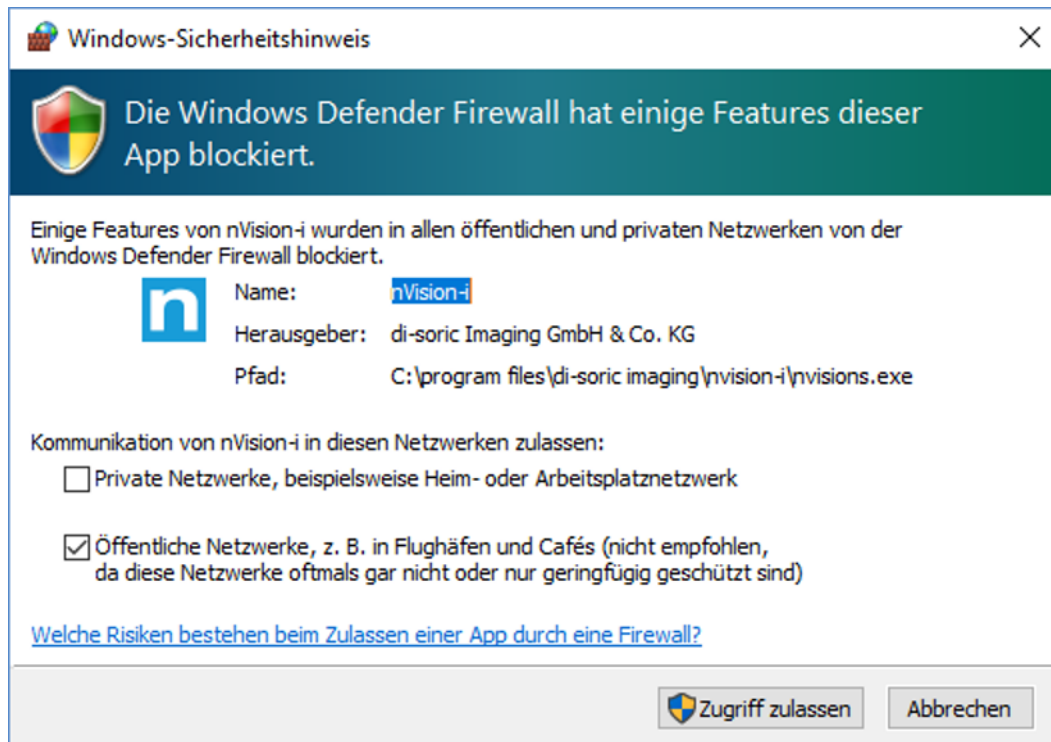 Windows-Sicherheitshinweis
Die Windows Defender Firewall hat einige Features dieser
App blockiert.
Einige Features von nVision-i wurden in allen öffentlichen und privaten Netzwerken von der
Windows Defender Firewall blockiert.
n
Name: nVision-i
Herausgeber: di-soric Imaging GmbH & Co. KG
Pfad: C:\program files\di-soric imaging\nvision-i\nvisions.exe
Kommunikation von nVision-i in diesen Netzwerken zulassen:
Private Netzwerke, beispielsweise Heim- oder Arbeitsplatznetzwerk
Öffentliche Netzwerke, z. B. in Flughäfen und Cafés (nicht empfohlen,
da diese Netzwerke oftmals gar nicht oder nur geringfügig geschützt sind)
Welche Risiken bestehen beim Zulassen einer App durch eine Firewall?
Zugriff zulassen Abbrechen